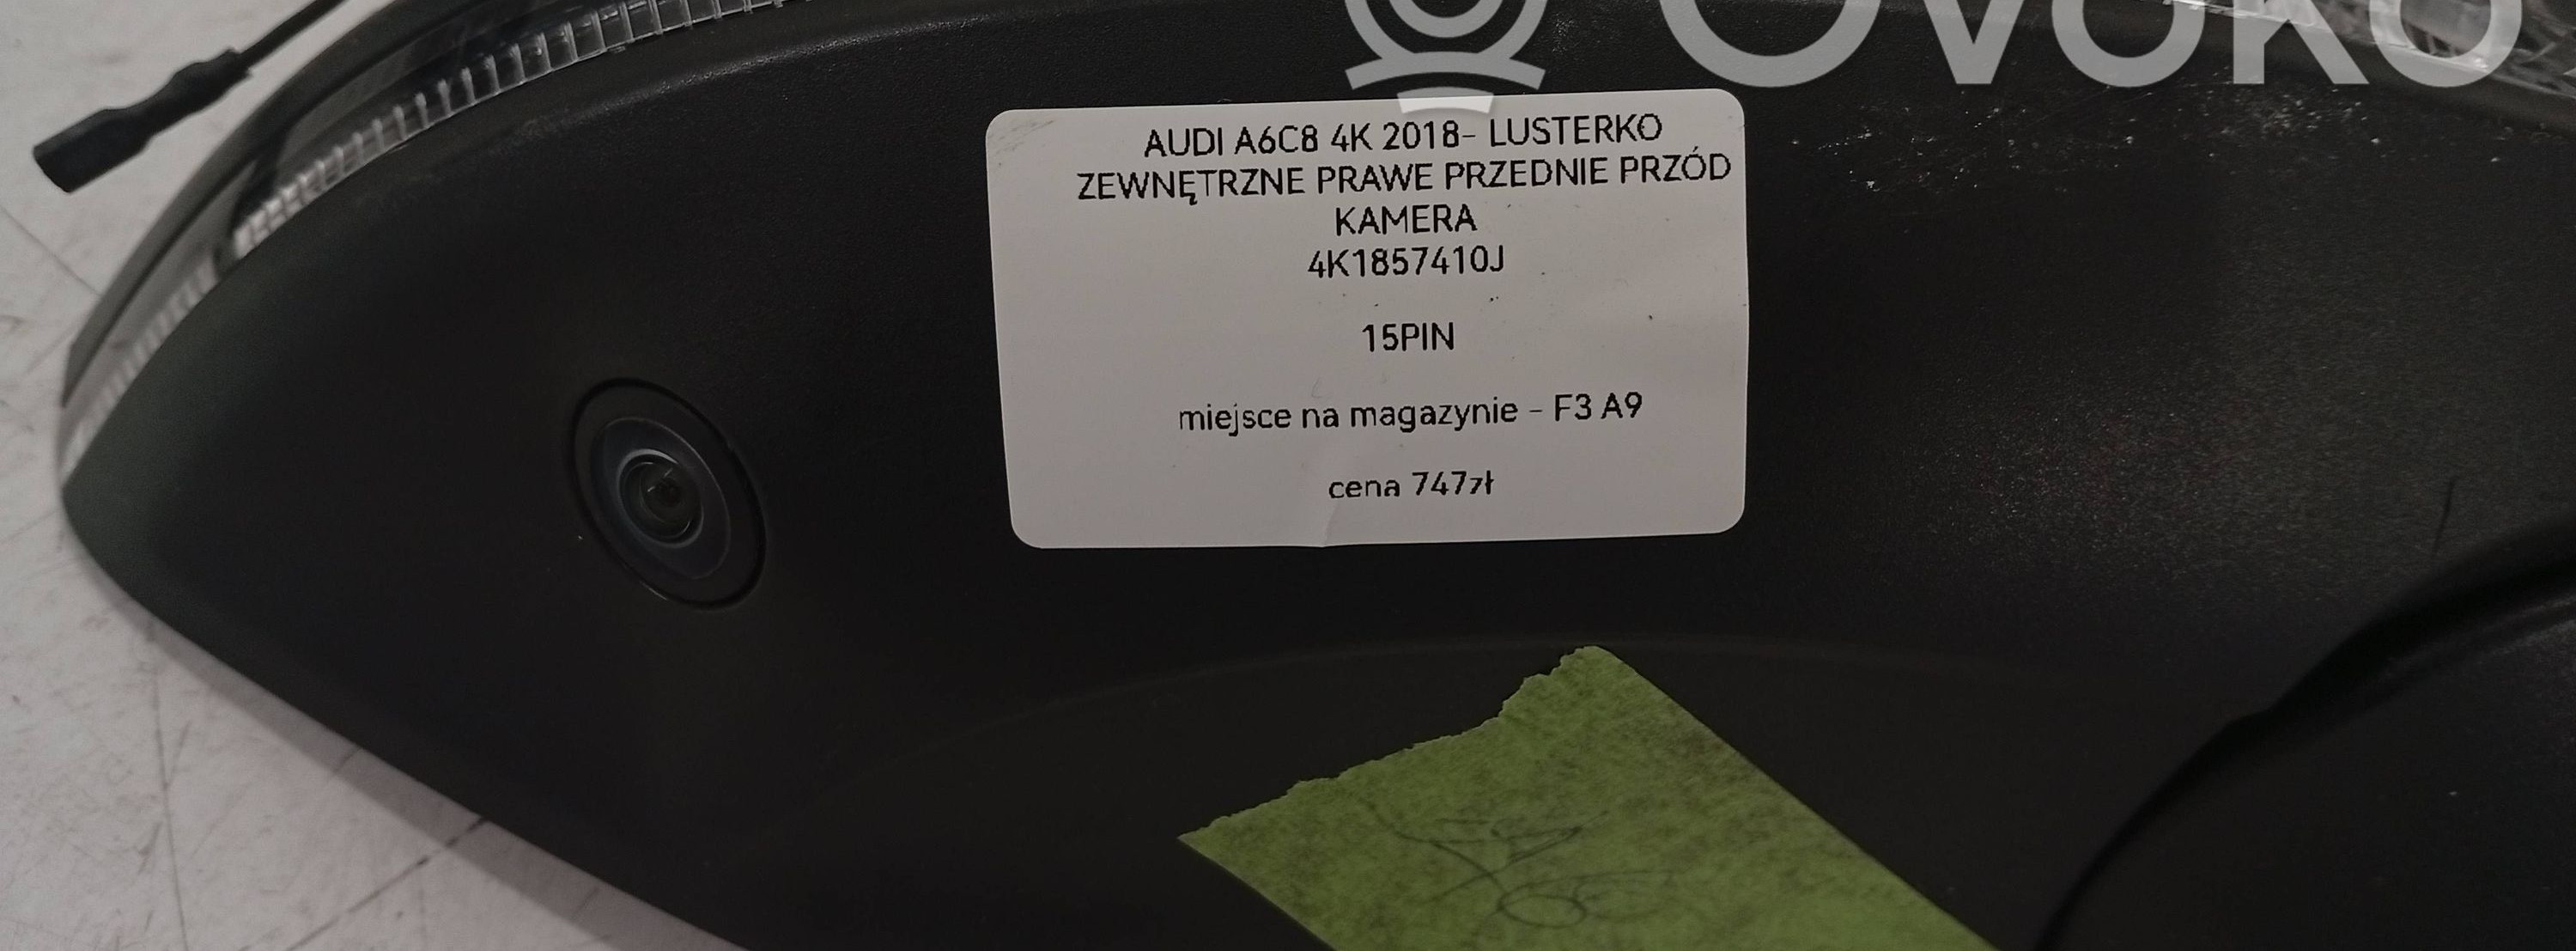 OVOKO
AUDI A6C8 4K 2018- LUSTERKO
ZEWNĘTRZNE PRAWE PRZEDNIE PRZÓD
KAMERA
4K1857410J
15PIN
miejsce na magazynie - F3 A9
cena 747zł